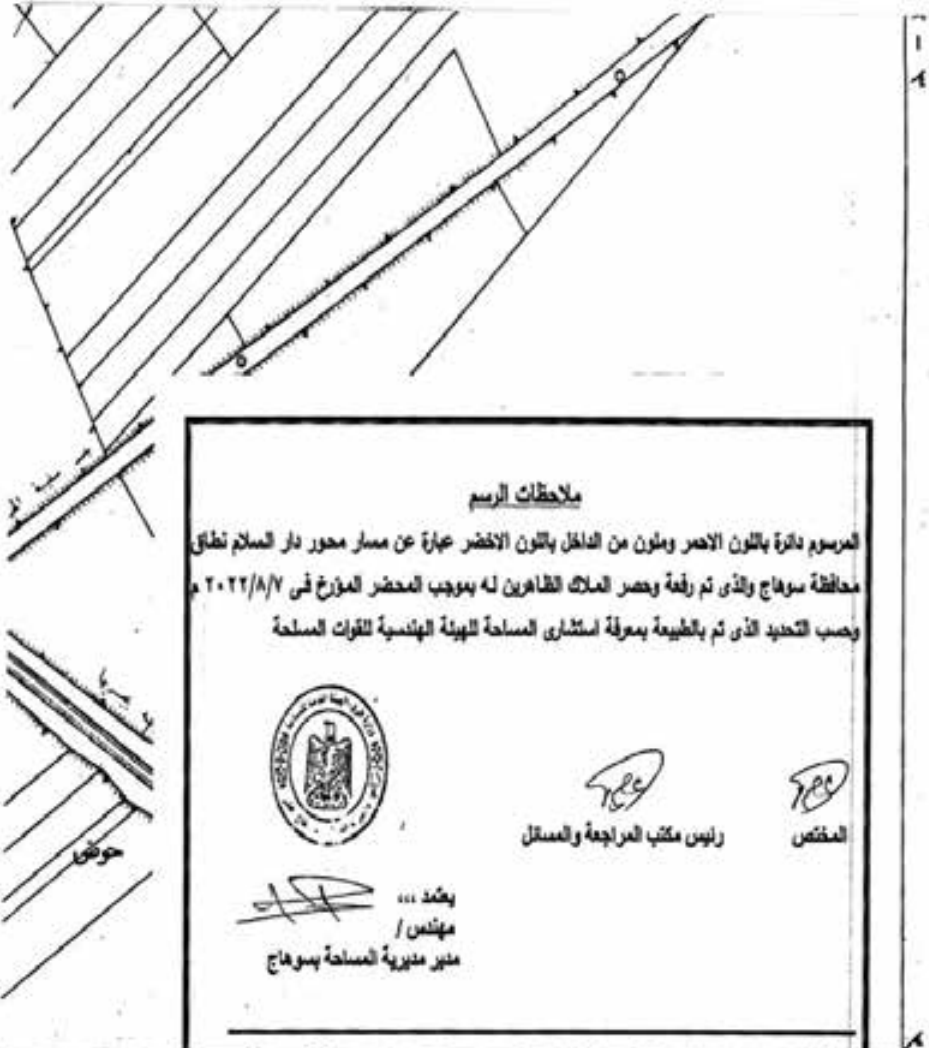 ملاحظات الرسم
المرسوم دائرة باللون الاحمر وملون من الداخل باللون الاخضر عبارة عن مسار محور دار السلام نطاق
محافظة سوهاج والذى تم رفعة وحصر الملاك الظاهرين له بموجب المحضر المؤرخ فى ٢٠٢٢/٨/٧ م
وحسب التحديد الذى تم بالطبيعة بمعرفة استشارى المساحة للهيئة الهندسية للقوات المسلحة
المختص
رئيس مكتب المراجعة والمسائل
يعتمد ،،،
مهندس /
مدير مديرية المساحة بسوهاج
حوض